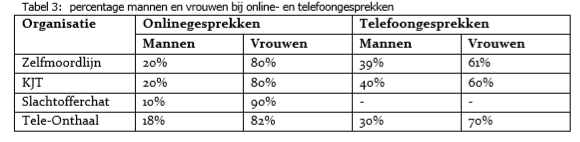 Tabel 3: percentage mannen en vrouwen bij online- en telefoongesprekken
Organisatie Onlinegesprekken Telefoongesprekken
Mannen Vrouwen Mannen Vrouwen
Zelfmoordlijn 20% 80% 39% 61%
KJT 20% 80% 40% 60%
Slachtofferchat 10% 90% - -
Tele-Onthaal 18% 82% 30% 70%